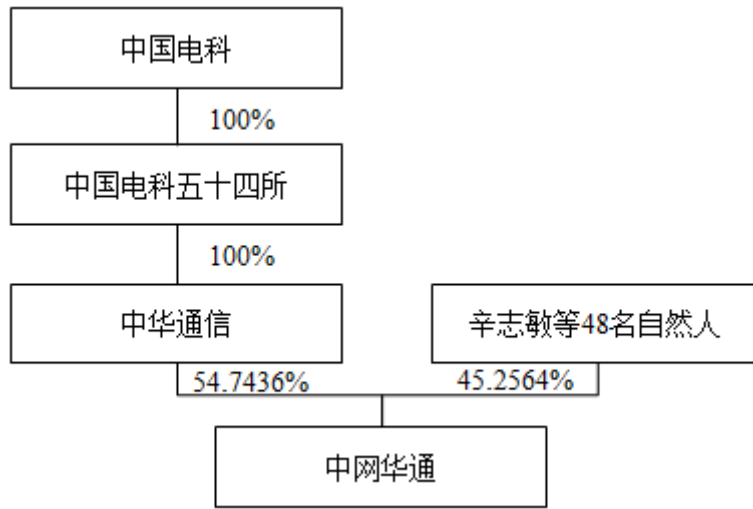 中国电科
100%
中国电科五十四所
100%
中华通信
辛志敏等48名自然人
54.7436%
45.2564%
中网华通